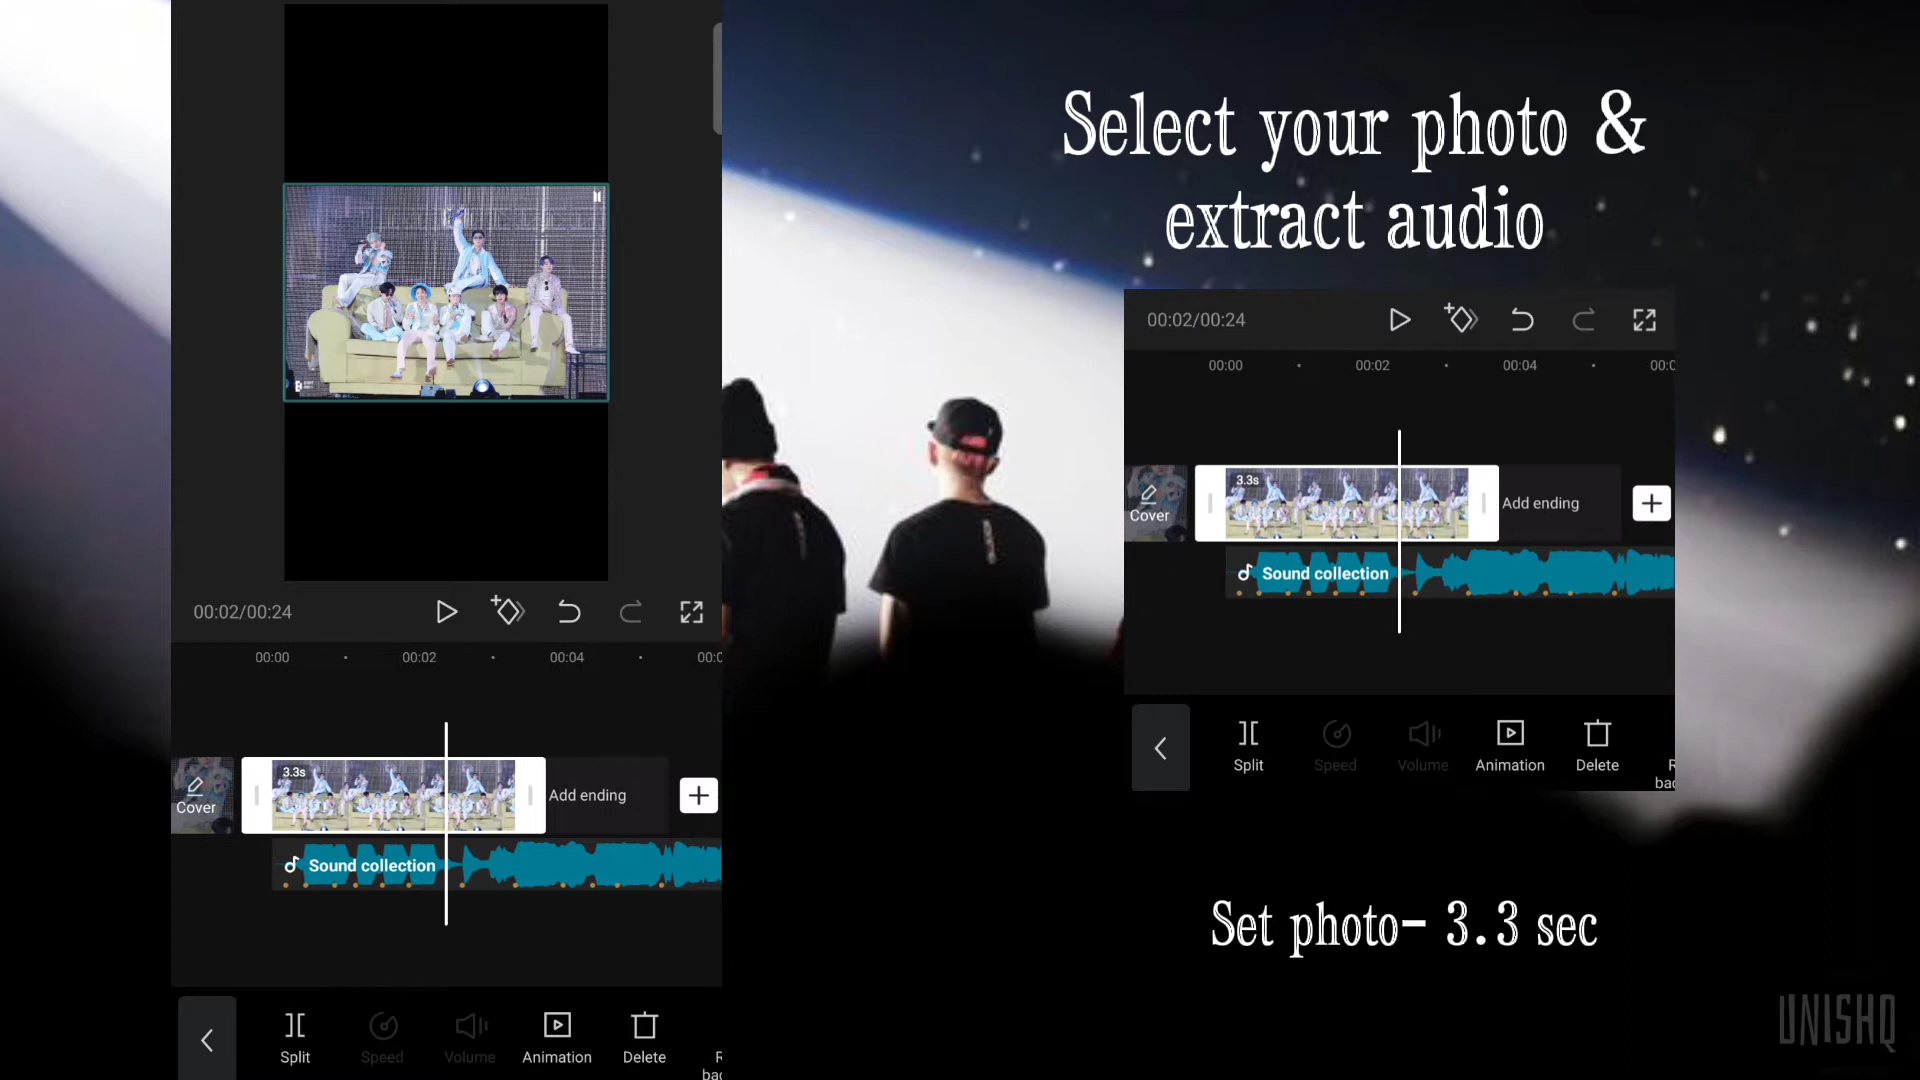 Select your photo &
extract audio
00:02/00:24
00:00 00:02 00:04
3.3s
Cover
Add ending
Sound collection
Split Speed Volume Animation Delete
00:02/00:24
00:00 00:02 00:04
3.3s
Cover
Add ending
Sound collection
Split Speed Volume Animation Delete
Set photo- 3.3 sec
UNISHQ